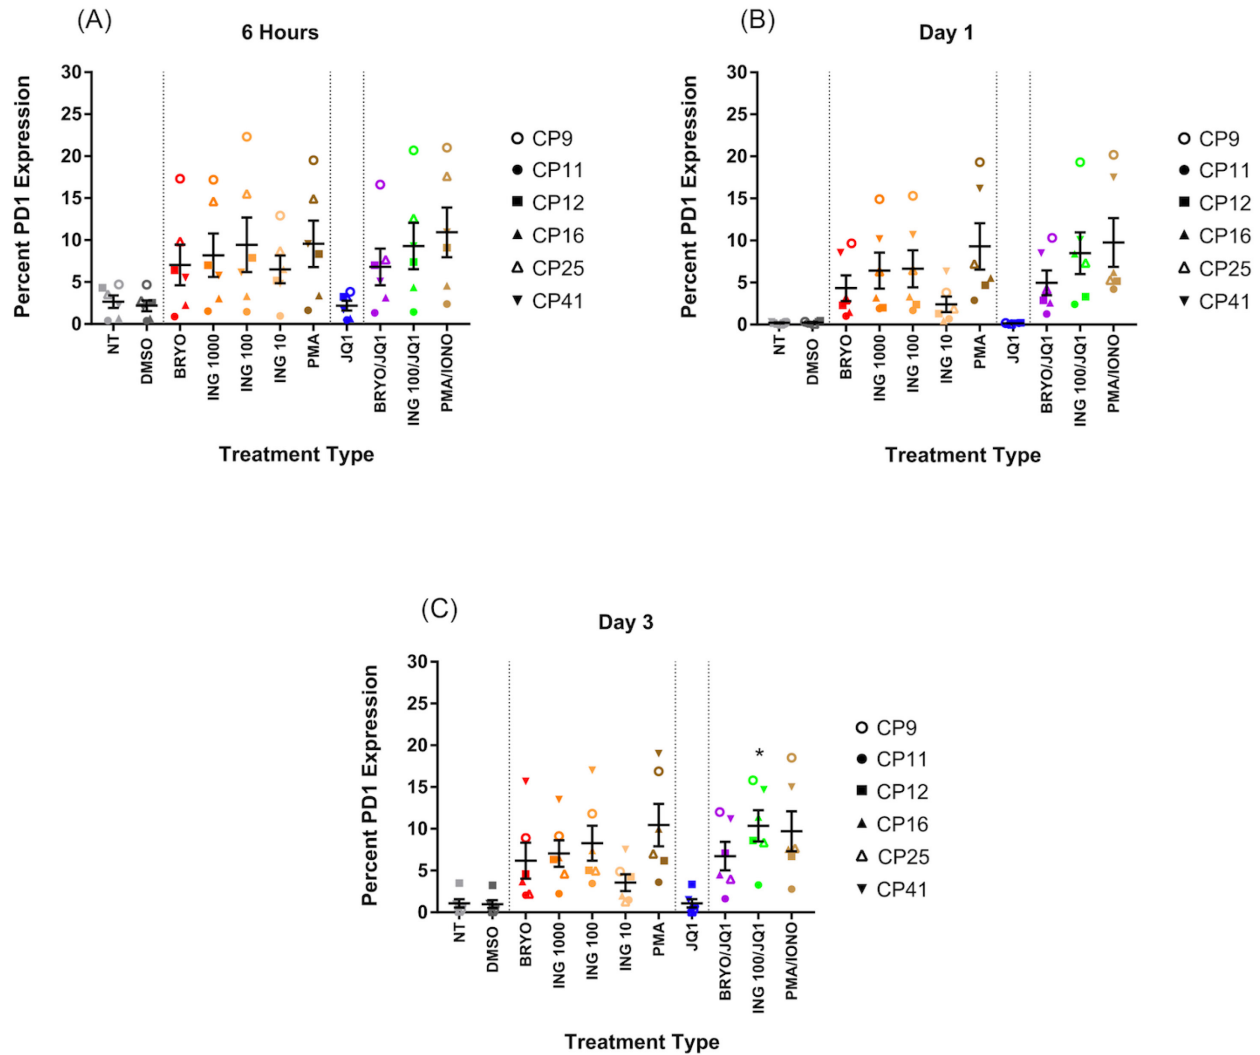 (A)
6 Hours
Percent PD1 Expression
30
25
20
15
10
5
0
NT
DMSO
BRYO
ING 1000
ING 100
ING 10
PMA
JQ1
BRYO/JQ1
ING 100/JQ1
PMA/IONO
Treatment Type
CP9
CP11
CP12
CP16
CP25
CP41
(B)
Day 1
Percent PD1 Expression
30
25
20
15
10
5
0
NT
DMSO
BRYO
ING 1000
ING 100
ING 10
PMA
JQ1
BRYO/JQ1
ING 100/JQ1
PMA/IONO
Treatment Type
CP9
CP11
CP12
CP16
CP25
CP41
(C)
Day 3
Percent PD1 Expression
30
25
20
15
10
5
0
*
NT
DMSO
BRYO
ING 1000
ING 100
ING 10
PMA
JQ1
BRYO/JQ1
ING 100/JQ1
PMA/IONO
Treatment Type
CP9
CP11
CP12
CP16
CP25
CP41